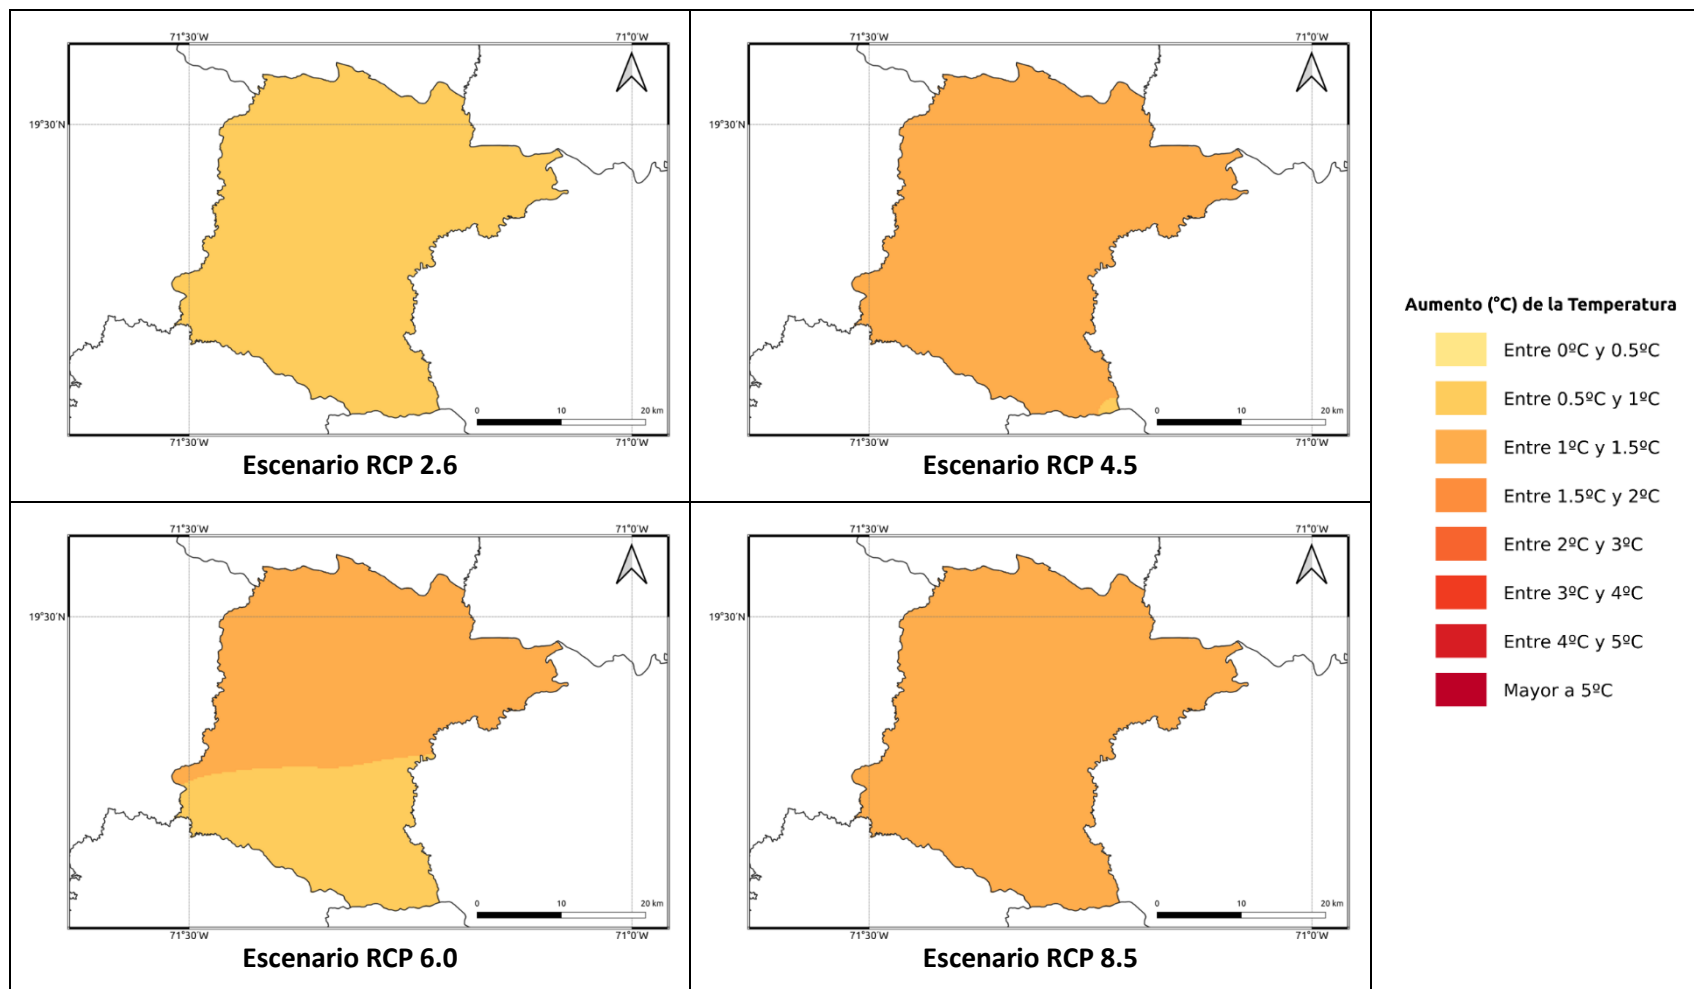 71°30'W 71°0'W
19°30'N
0 10 20 km
71°30'W 71°0'W
Escenario RCP 2.6
71°30'W 71°0'W
19°30'N
0 10 20 km
71°30'W 71°0'W
Escenario RCP 4.5
71°30'W 71°0'W
19°30'N
0 10 20 km
71°30'W 71°0'W
Escenario RCP 6.0
71°30'W 71°0'W
19°30'N
0 10 20 km
71°30'W 71°0'W
Escenario RCP 8.5
Aumento (°C) de la Temperatura
Entre 0ºC y 0.5ºC
Entre 0.5ºC y 1ºC
Entre 1ºC y 1.5ºC
Entre 1.5ºC y 2ºC
Entre 2ºC y 3ºC
Entre 3ºC y 4ºC
Entre 4ºC y 5ºC
Mayor a 5ºC